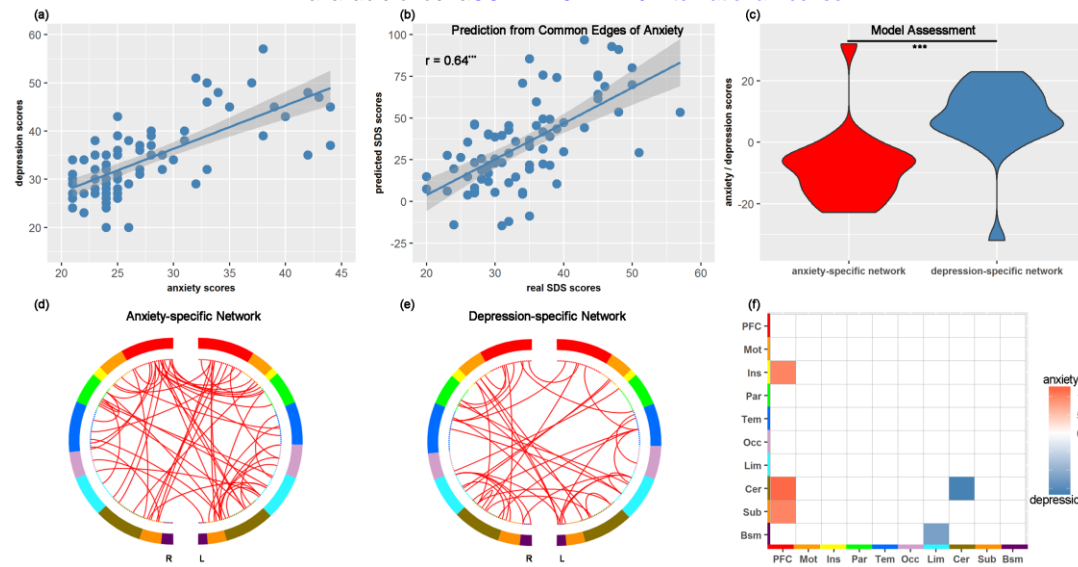 (a)
60
50
40
30
20
depression scores
20 25 30 35 40 45
anxiety scores
(b)
Prediction from Common Edges of Anxiety
r = 0.64***
100
75
50
25
0
-25
predicted SDS scores
20 30 40 50 60
real SDS scores
(c)
Model Assessment
***
20
0
-20
anxiety / depression scores
anxiety-specific network depression-specific network
(d)
Anxiety-specific Network
R L
(e)
Depression-specific Network
R L
(f)
PFC
Mot
Ins
Par
Tem
Occ
Lim
Cer
Sub
Bsm
PFC Mot Ins Par Tem Occ Lim Cer Sub Bsm
anxiety